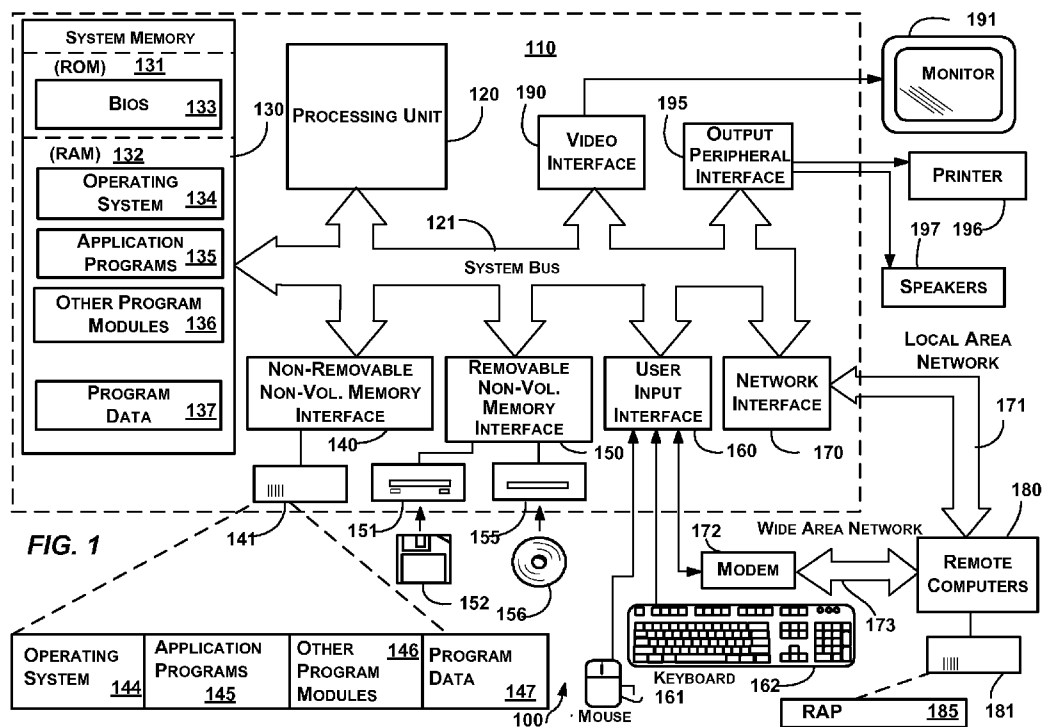 SYSTEM MEMORY
(ROM) 131
BIOS 133
(RAM) 132
OPERATING SYSTEM 134
APPLICATION PROGRAMS 135
OTHER PROGRAM MODULES 136
PROGRAM DATA 137
130
110
PROCESSING UNIT
120
190
VIDEO INTERFACE
195
OUTPUT PERIPHERAL INTERFACE
191
MONITOR
PRINTER
196
197
SPEAKERS
121
SYSTEM BUS
NON-REMOVABLE NON-VOL. MEMORY INTERFACE
140
REMOVABLE NON-VOL. MEMORY INTERFACE
150
USER INPUT INTERFACE
160
NETWORK INTERFACE
170
LOCAL AREA NETWORK
171
141
151
152
155
156
FIG. 1
172
MODEM
WIDE AREA NETWORK
173
180
REMOTE COMPUTERS
181
RAP 185
OPERATING SYSTEM 144
APPLICATION PROGRAMS 145
OTHER PROGRAM MODULES 146
PROGRAM DATA 147
100
MOUSE
161
KEYBOARD
162